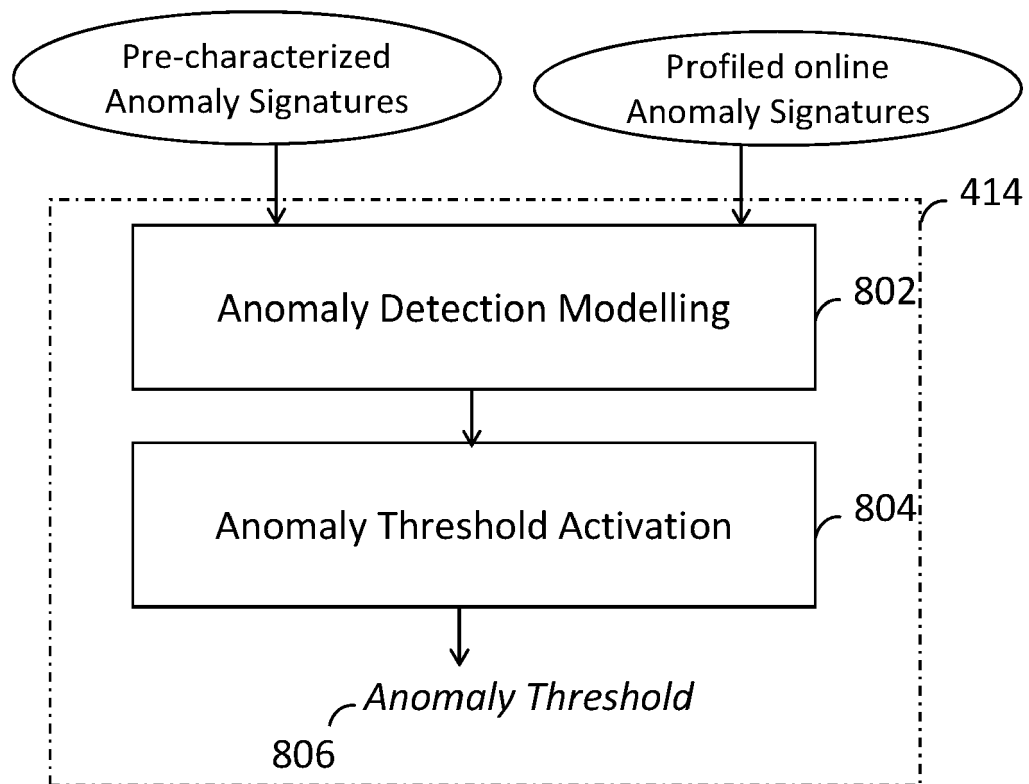 Pre-characterized
Anomaly Signatures
Profiled online
Anomaly Signatures
414
Anomaly Detection Modelling
802
Anomaly Threshold Activation
804
Anomaly Threshold
806